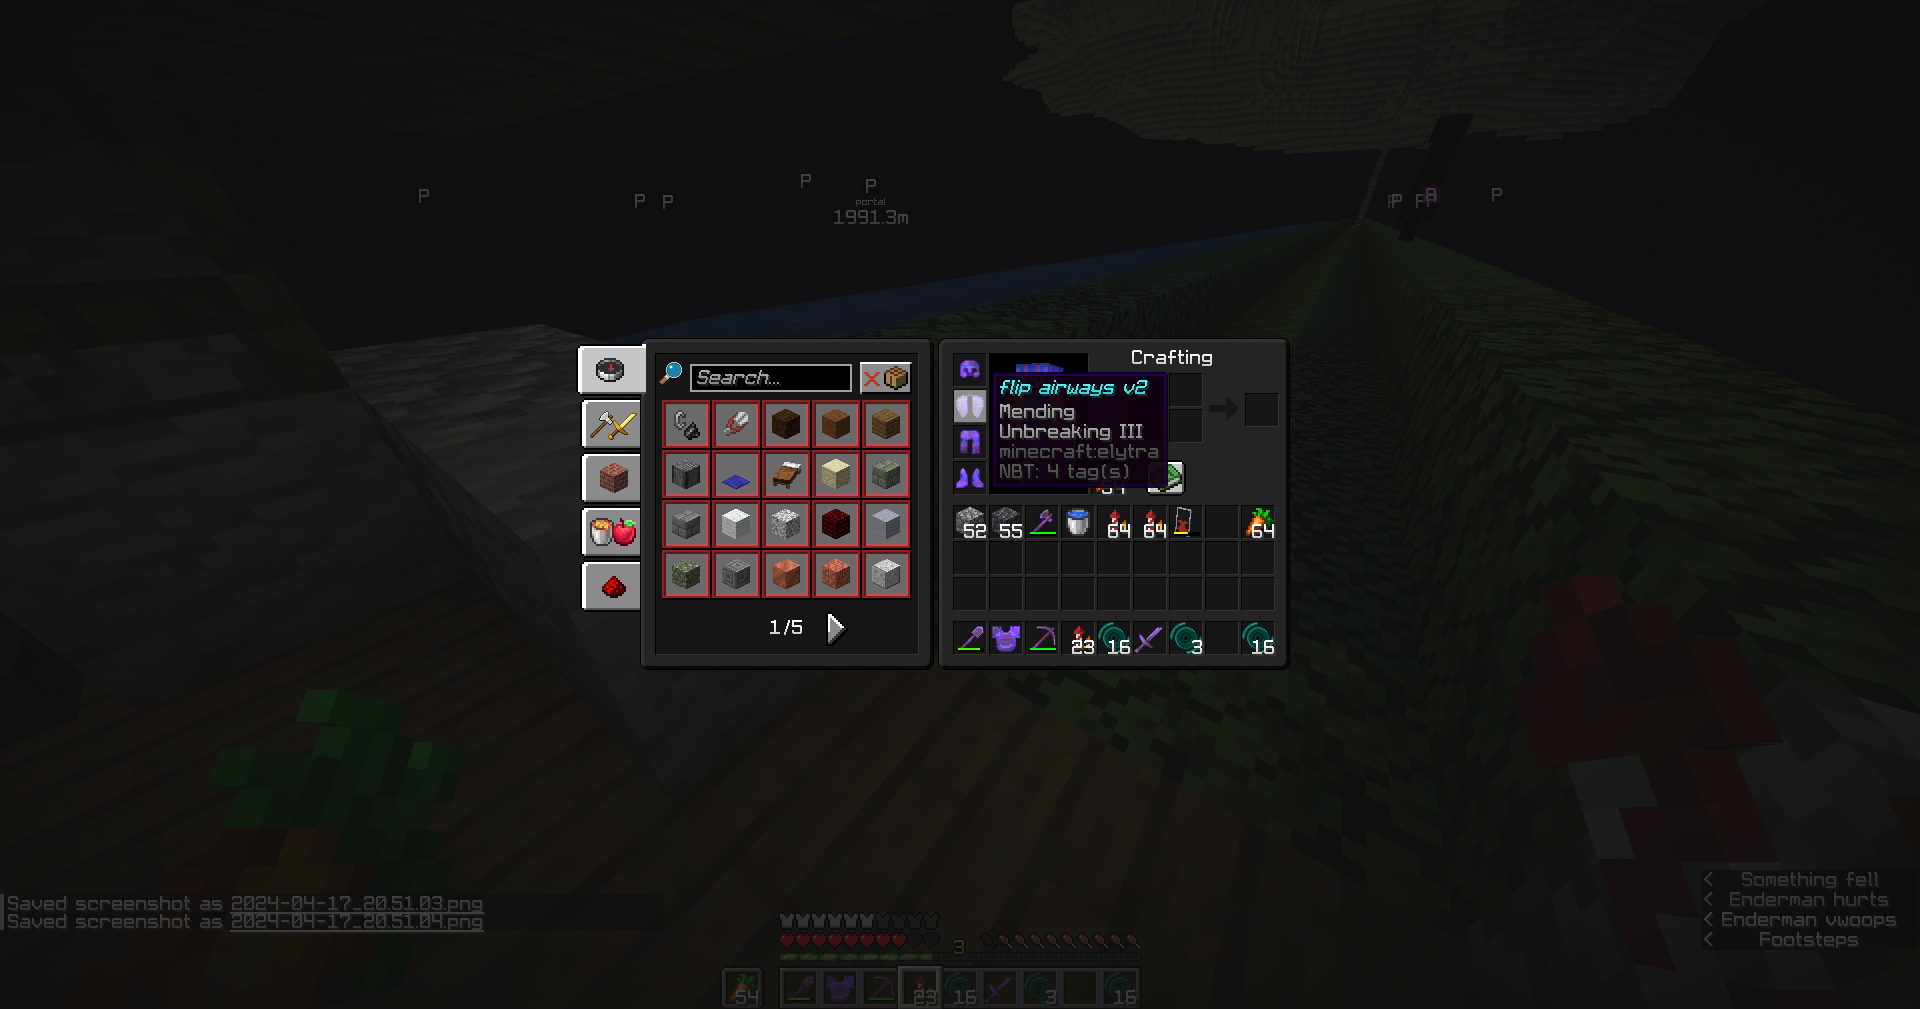 P
P
P
P
P
portal
1991.3m
P
P
P
Crafting
Search...
flip airways v2
Mending
Unbreaking III
minecraft:elytra
NBT: 4 tag(s)
52
55
64
64
64
1/5
23
16
3
16
Saved screenshot as 2024-04-17_20.51.03.png
Saved screenshot as 2024-04-17_20.51.04.png
< Something fell
< Enderman hurts
< Enderman vwoops
< Footsteps
3
54
23
16
3
16